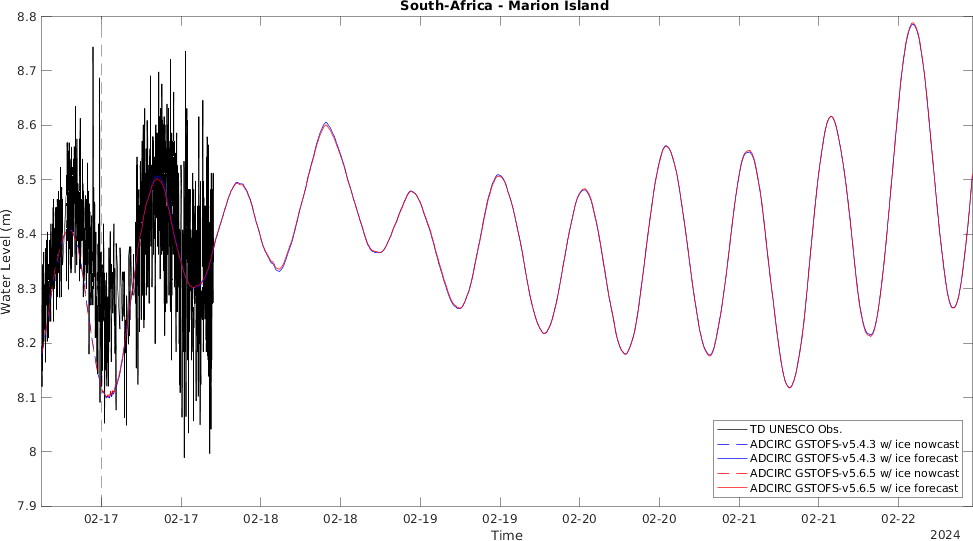 South-Africa - Marion Island
8.8
8.7
8.6
8.5
8.4
8.3
8.2
8.1
8
7.9
Water Level (m)
TD UNESCO Obs.
ADCIRC GSTOFS-v5.4.3 w/ ice nowcast
ADCIRC GSTOFS-v5.4.3 w/ ice forecast
ADCIRC GSTOFS-v5.6.5 w/ ice nowcast
ADCIRC GSTOFS-v5.6.5 w/ ice forecast
02-17 02-17 02-18 02-18 02-19 02-19 02-20 02-20 02-21 02-21 02-22
Time
2024